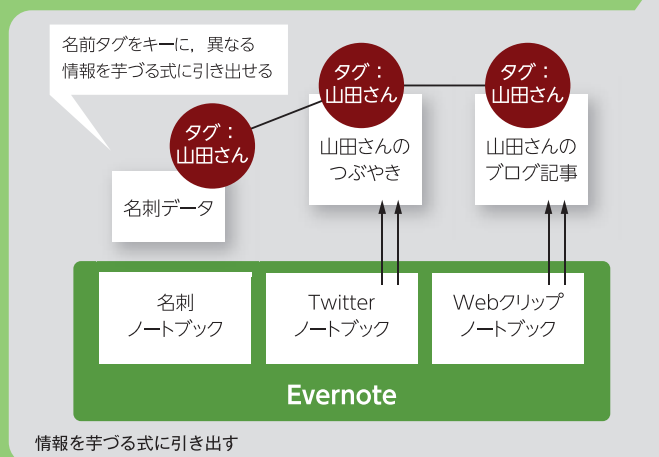 名前タグをキーに，異なる
情報を芋づる式に引き出せる
タグ：
山田さん
タグ：
山田さん
タグ：
山田さん
名刺データ
山田さんの
つぶやき
山田さんの
ブログ記事
名刺
ノートブック
Twitter
ノートブック
Webクリップ
ノートブック
Evernote
情報を芋づる式に引き出す